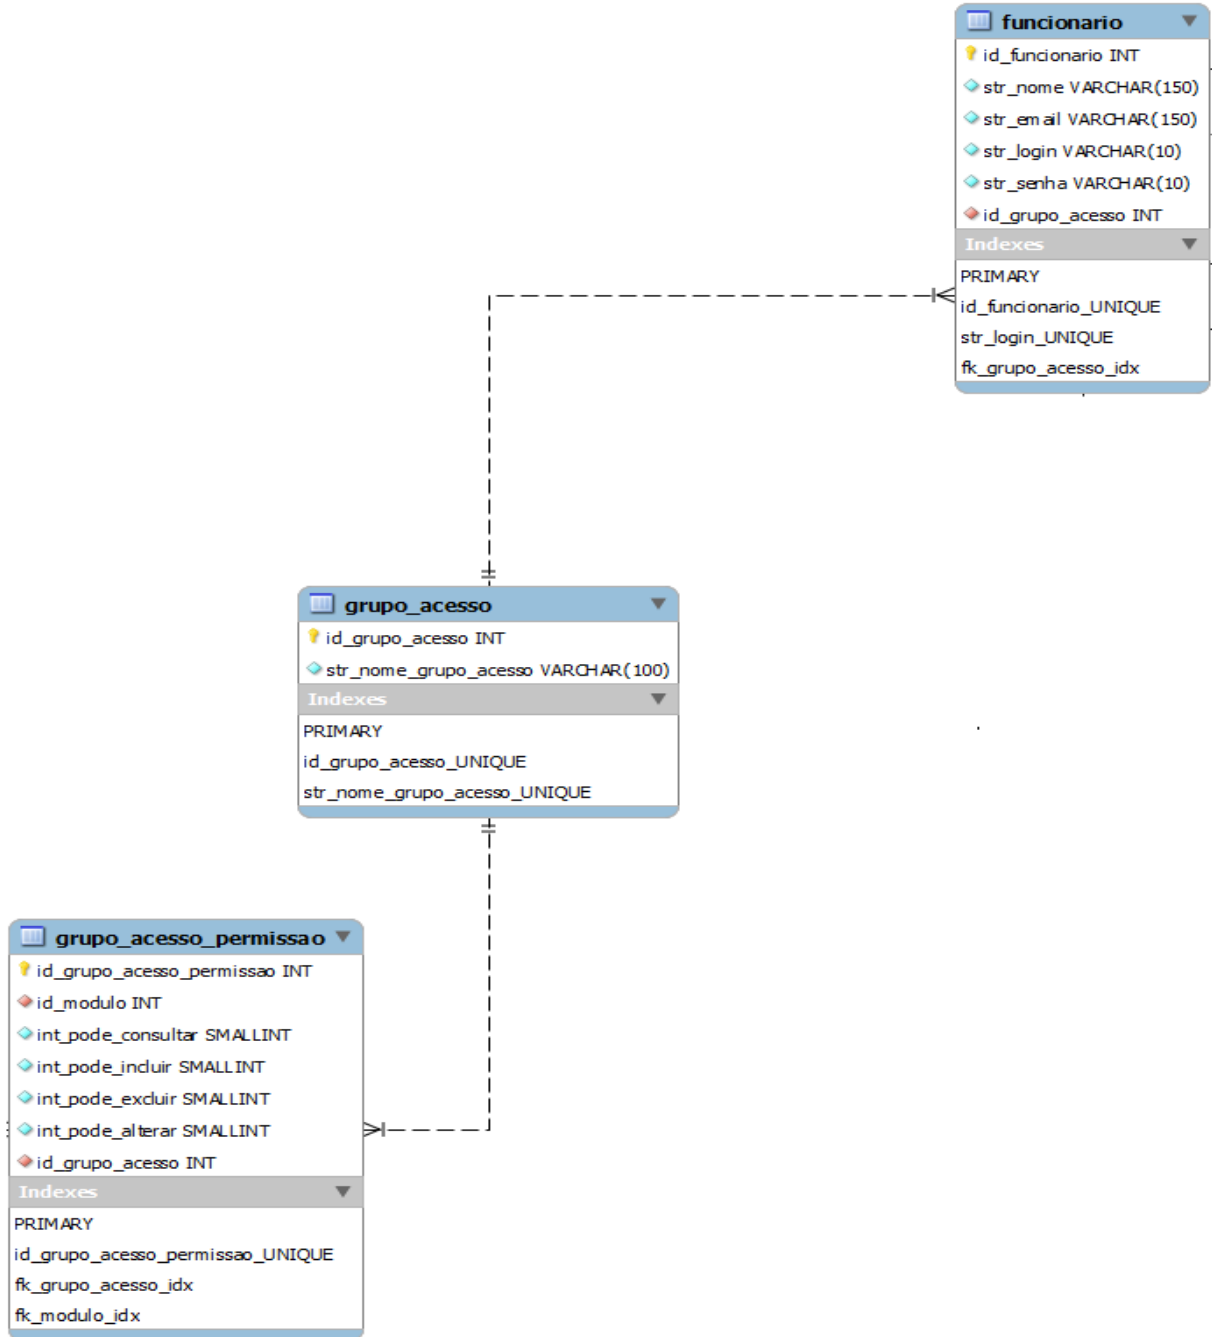 funcionario
id_funcionario INT
str_nome VARCHAR(150)
str_email VARCHAR(150)
str_login VARCHAR(10)
str_senha VARCHAR(10)
id_grupo_acesso INT
Indexes
PRIMARY
id_funcionario_UNIQUE
str_login_UNIQUE
fk_grupo_acesso_idx
grupo_acesso
id_grupo_acesso INT
str_nome_grupo_acesso VARCHAR(100)
Indexes
PRIMARY
id_grupo_acesso_UNIQUE
str_nome_grupo_acesso_UNIQUE
grupo_acesso_permissao
id_grupo_acesso_permissao INT
id_modulo INT
int_pode_consultar SMALLINT
int_pode_incluir SMALLINT
int_pode_excluir SMALLINT
int_pode_alterar SMALLINT
id_grupo_acesso INT
Indexes
PRIMARY
id_grupo_acesso_permissao_UNIQUE
fk_grupo_acesso_idx
fk_modulo_idx